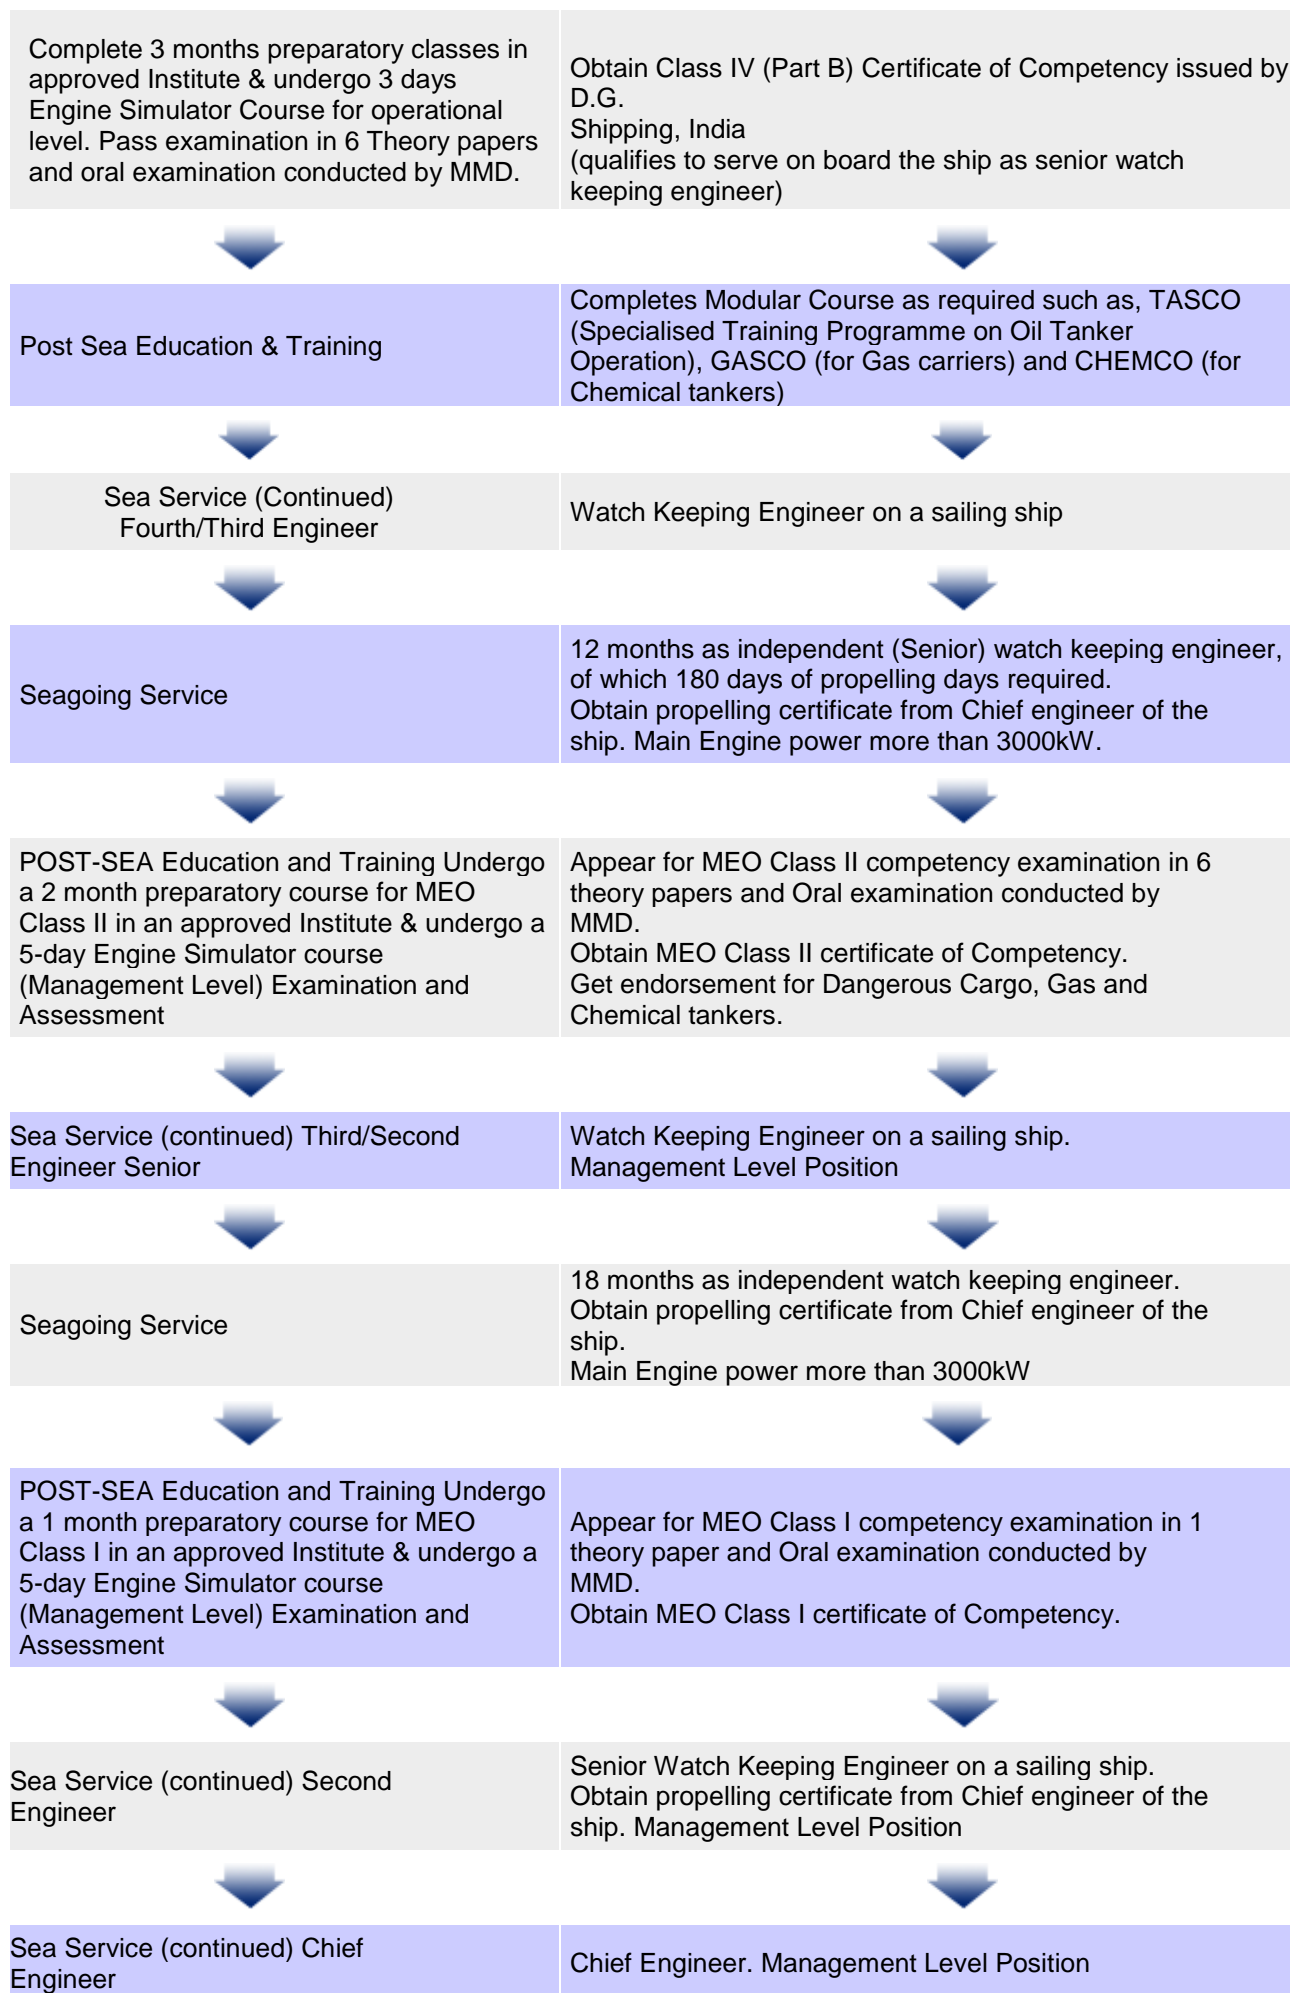 Complete 3 months preparatory classes in
approved Institute & undergo 3 days
Engine Simulator Course for operational
level. Pass examination in 6 Theory papers
and oral examination conducted by MMD.
Obtain Class IV (Part B) Certificate of Competency issued by
D.G.
Shipping, India
(qualifies to serve on board the ship as senior watch
keeping engineer)
Post Sea Education & Training
Completes Modular Course as required such as, TASCO
(Specialised Training Programme on Oil Tanker
Operation), GASCO (for Gas carriers) and CHEMCO (for
Chemical tankers)
Sea Service (Continued)
Fourth/Third Engineer
Watch Keeping Engineer on a sailing ship
Seagoing Service
12 months as independent (Senior) watch keeping engineer,
of which 180 days of propelling days required.
Obtain propelling certificate from Chief engineer of the
ship. Main Engine power more than 3000kW.
POST-SEA Education and Training Undergo
a 2 month preparatory course for MEO
Class II in an approved Institute & undergo a
5-day Engine Simulator course
(Management Level) Examination and
Assessment
Appear for MEO Class II competency examination in 6
theory papers and Oral examination conducted by
MMD.
Obtain MEO Class II certificate of Competency.
Get endorsement for Dangerous Cargo, Gas and
Chemical tankers.
Sea Service (continued) Third/Second
Engineer Senior
Watch Keeping Engineer on a sailing ship.
Management Level Position
Seagoing Service
18 months as independent watch keeping engineer.
Obtain propelling certificate from Chief engineer of the
ship.
Main Engine power more than 3000kW
POST-SEA Education and Training Undergo
a 1 month preparatory course for MEO
Class I in an approved Institute & undergo a
5-day Engine Simulator course
(Management Level) Examination and
Assessment
Appear for MEO Class I competency examination in 1
theory paper and Oral examination conducted by
MMD.
Obtain MEO Class I certificate of Competency.
Sea Service (continued) Second
Engineer
Senior Watch Keeping Engineer on a sailing ship.
Obtain propelling certificate from Chief engineer of the
ship. Management Level Position
Sea Service (continued) Chief
Engineer
Chief Engineer. Management Level Position